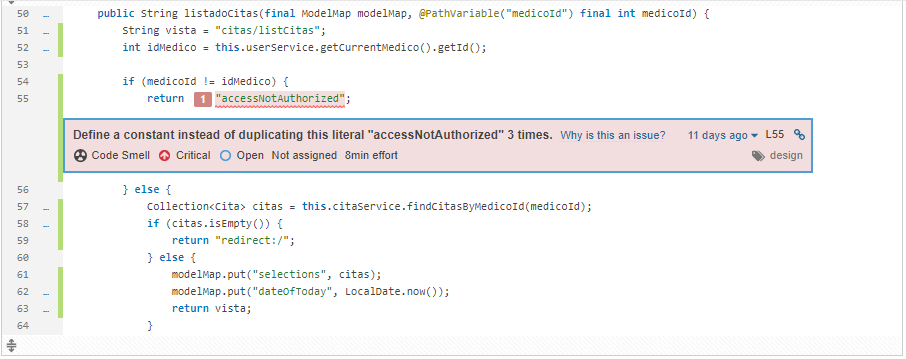 50 … public String listadoCitas(final ModelMap modelMap, @PathVariable("medicoId") final int medicoId) {
51 … String vista = "citas/listCitas";
52 … int idMedico = this.userService.getCurrentMedico().getId();
53
54 if (medicoId != idMedico) {
55 return 1 "accessNotAuthorized";
Define a constant instead of duplicating this literal "accessNotAuthorized" 3 times. Why is this an issue? 11 days ago L55
Code Smell Critical Open Not assigned 8min effort design
56 } else {
57 … Collection<Cita> citas = this.citaService.findCitasByMedicoId(medicoId);
58 … if (citas.isEmpty()) {
59 return "redirect:/";
60 } else {
61 modelMap.put("selections", citas);
62 … modelMap.put("dateOfToday", LocalDate.now());
63 … return vista;
64 }